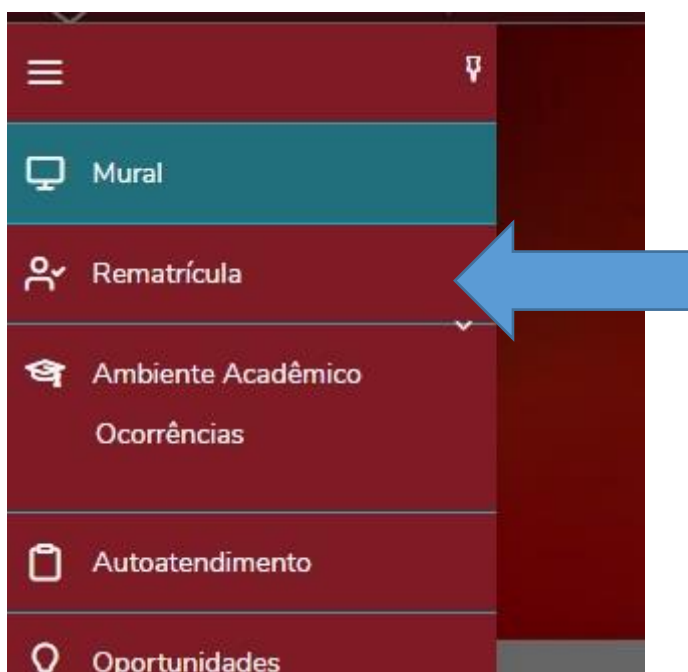 Mural
Rematrícula
Ambiente Acadêmico
Ocorrências
Autoatendimento
Oportunidades